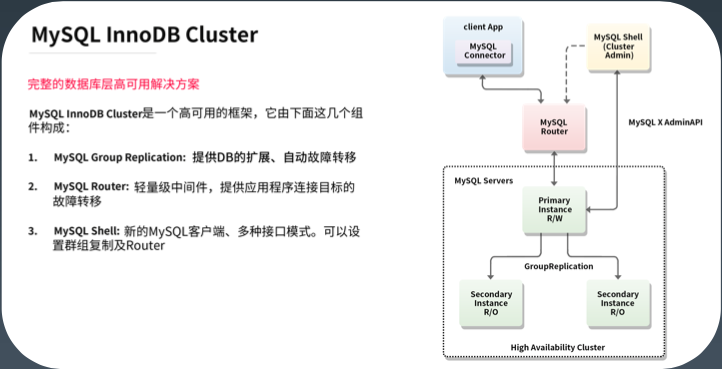 MySQL InnoDB Cluster
完整的数据库层高可用解决方案
MySQL InnoDB Cluster是一个高可用的框架，它由下面这几个组
件构成：
1. MySQL Group Replication: 提供DB的扩展、自动故障转移
2. MySQL Router: 轻量级中间件，提供应用程序连接目标的
故障转移
3. MySQL Shell: 新的MySQL客户端、多种接口模式。可以设
置群组复制及Router
client App
MySQL
Connector
MySQL Shell
(Cluster
Admin)
MySQL
Router
MySQL X AdminAPI
MySQL Servers
Primary
Instance
R/W
GroupReplication
Secondary
Instance
R/O
Secondary
Instance
R/O
High Availability Cluster